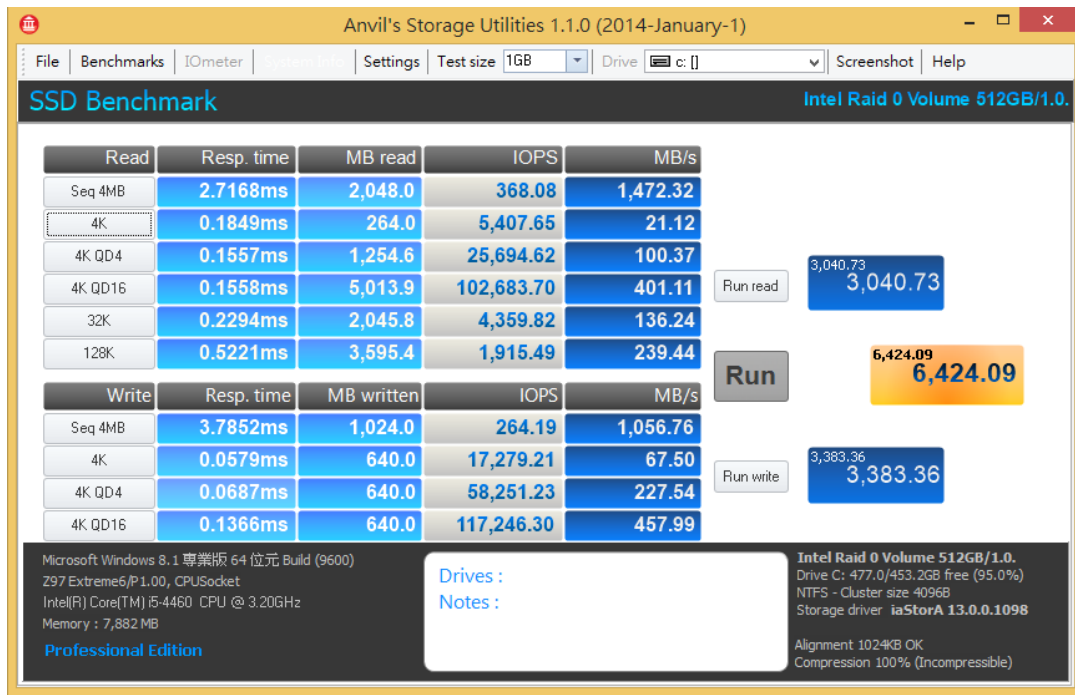 Anvil's Storage Utilities 1.1.0 (2014-January-1)
File Benchmarks IOmeter System Info Settings Test size 1GB Drive c: [] Screenshot Help
SSD Benchmark Intel Raid 0 Volume 512GB/1.0.
Read Resp. time MB read IOPS MB/s
Seq 4MB 2.7168ms 2,048.0 368.08 1,472.32
4K 0.1849ms 264.0 5,407.65 21.12
4K QD4 0.1557ms 1,254.6 25,694.62 100.37
4K QD16 0.1558ms 5,013.9 102,683.70 401.11
32K 0.2294ms 2,045.8 4,359.82 136.24
128K 0.5221ms 3,595.4 1,915.49 239.44
Run read 3,040.73
3,040.73
Run 6,424.09
6,424.09
Write Resp. time MB written IOPS MB/s
Seq 4MB 3.7852ms 1,024.0 264.19 1,056.76
4K 0.0579ms 640.0 17,279.21 67.50
4K QD4 0.0687ms 640.0 58,251.23 227.54
4K QD16 0.1366ms 640.0 117,246.30 457.99
Run write 3,383.36
3,383.36
Microsoft Windows 8.1 專業版 64 位元 Build (9600)
Z97 Extreme6/P1.00, CPUSocket
Intel(R) Core(TM) i5-4460 CPU @ 3.20GHz
Memory : 7,882 MB
Professional Edition
Drives :
Notes :
Intel Raid 0 Volume 512GB/1.0.
Drive C: 477.0/453.2GB free (95.0%)
NTFS - Cluster size 4096B
Storage driver iaStorA 13.0.0.1098
Alignment 1024KB OK
Compression 100% (Incompressible)